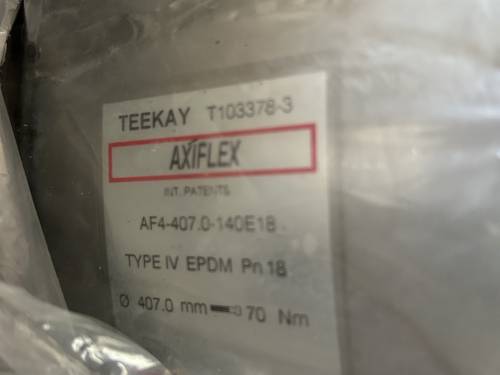 TEEKAY T103378-3
AXIFLEX
INT. PATENTS
AF4-407.0-140E18
TYPE IV EPDM Pn 18
Ø 407.0 mm 70 Nm